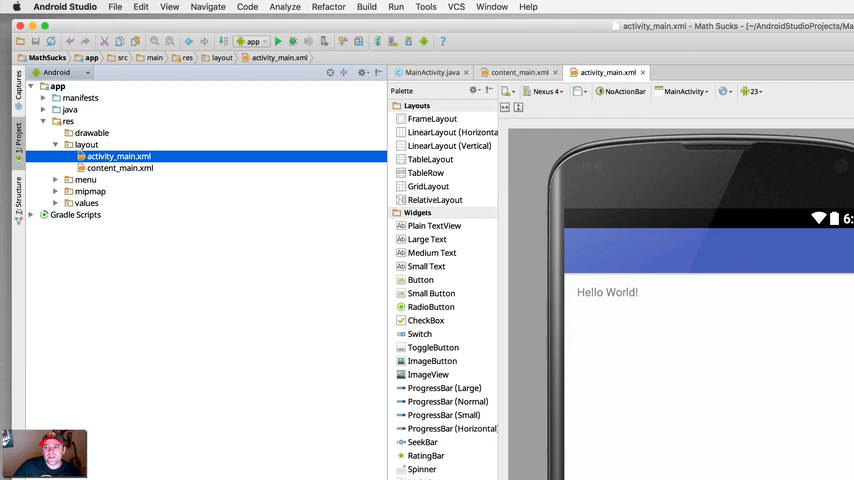 Android Studio File Edit View Navigate Code Analyze Refactor Build Run Tools VCS Window Help
activity_main.xml - MathSucks - [~/AndroidStudioProjects/Ma
app
MathSucks app src main res layout activity_main.xml
Captures
1: Project
7: Structure
Android
app
manifests
java
res
drawable
layout
activity_main.xml
content_main.xml
menu
mipmap
values
Gradle Scripts
MainActivity.java content_main.xml activity_main.xml
Palette
Nexus 4 NoActionBar MainActivity 23
Layouts
FrameLayout
LinearLayout (Horizonta
LinearLayout (Vertical)
TableLayout
TableRow
GridLayout
RelativeLayout
Widgets
Plain TextView
Large Text
Medium Text
Small Text
Button
Small Button
RadioButton
CheckBox
Switch
ToggleButton
ImageButton
ImageView
ProgressBar (Large)
ProgressBar (Normal)
ProgressBar (Small)
ProgressBar (Horizontal)
SeekBar
RatingBar
Spinner
6:
Hello World!